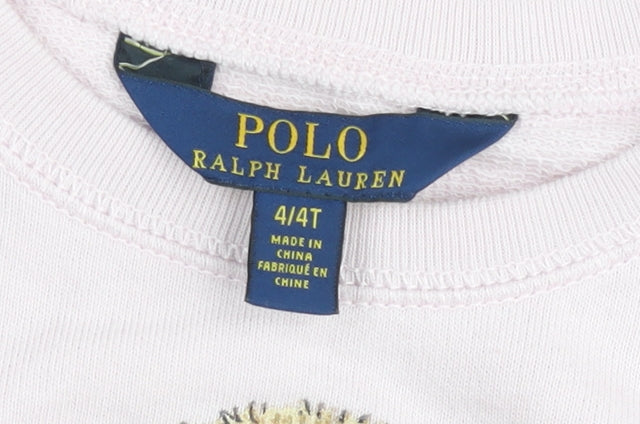 POLO
RALPH LAUREN
4/4T
MADE IN
CHINA
FABRIQUÉ EN
CHINE